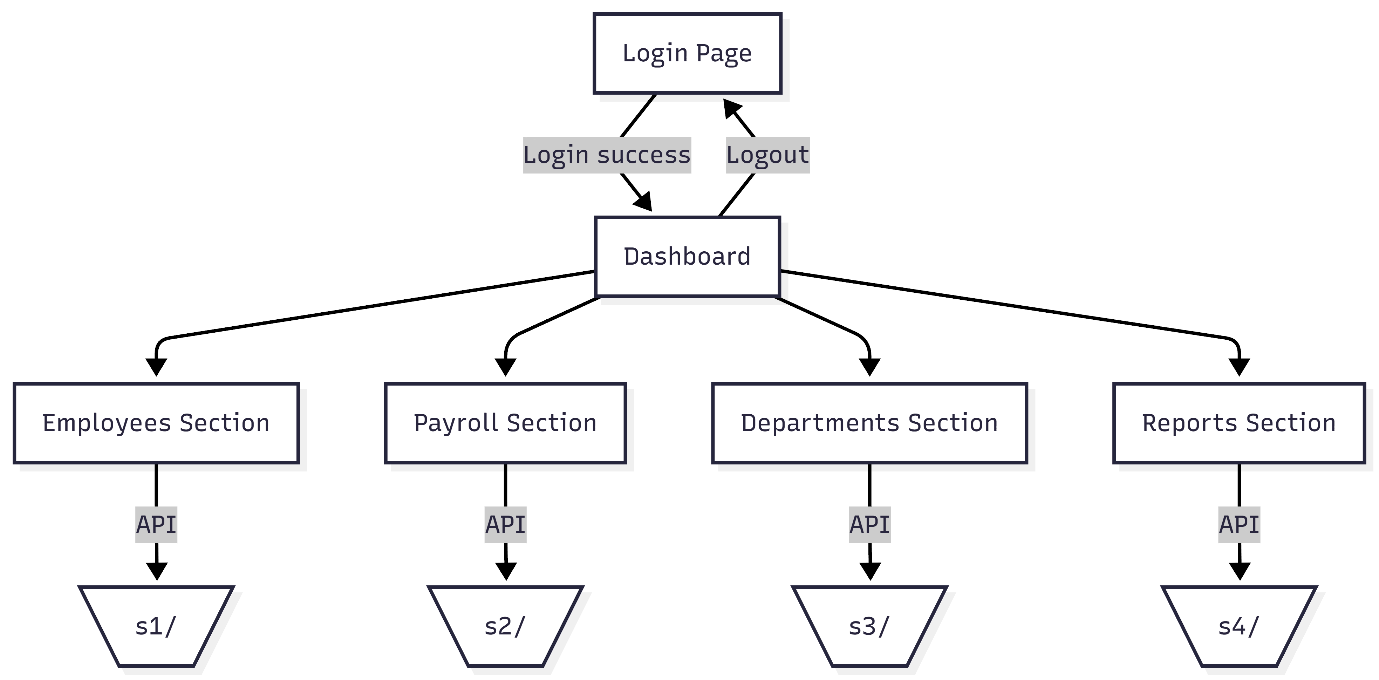 Login Page
Login success
Logout
Dashboard
Employees Section
Payroll Section
Departments Section
Reports Section
API
API
API
API
s1/
s2/
s3/
s4/